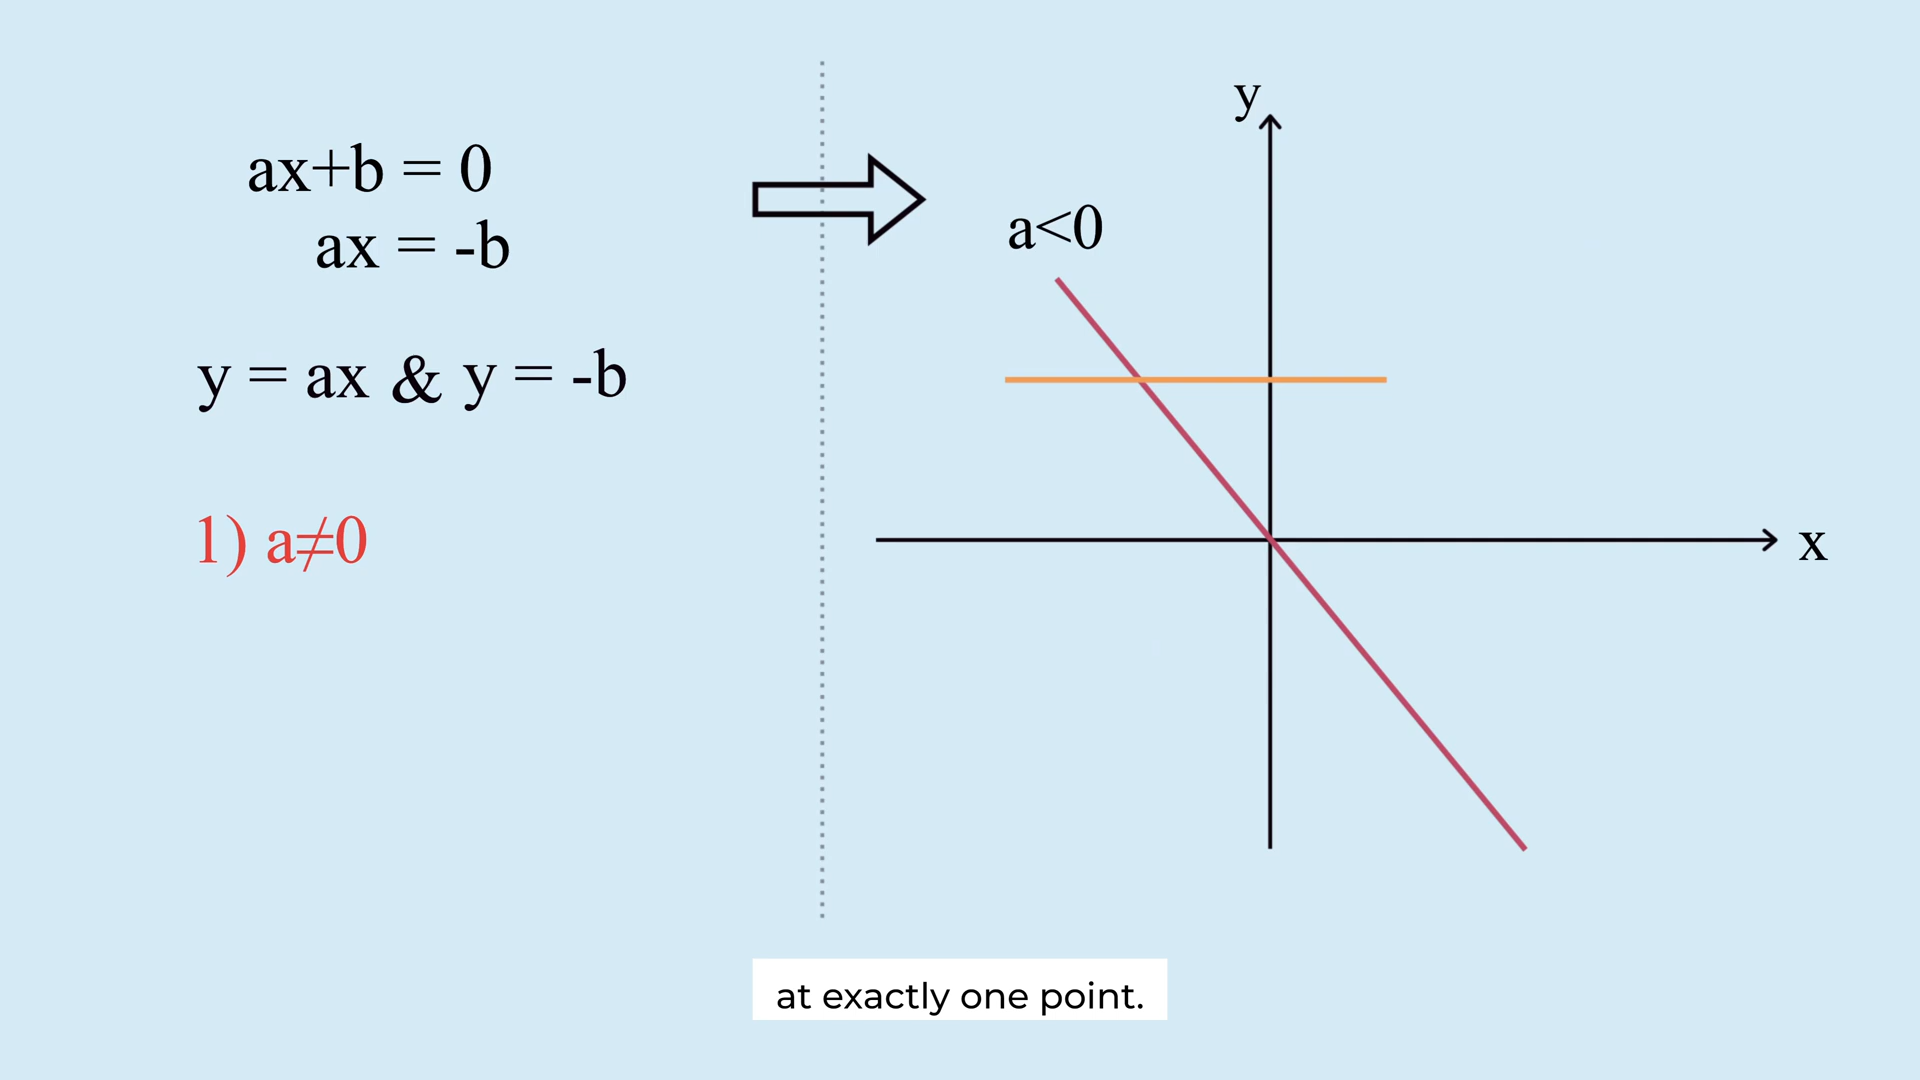 ax+b = 0
ax = -b
y = ax & y = -b
1) a≠0
y
a<0
x
at exactly one point.